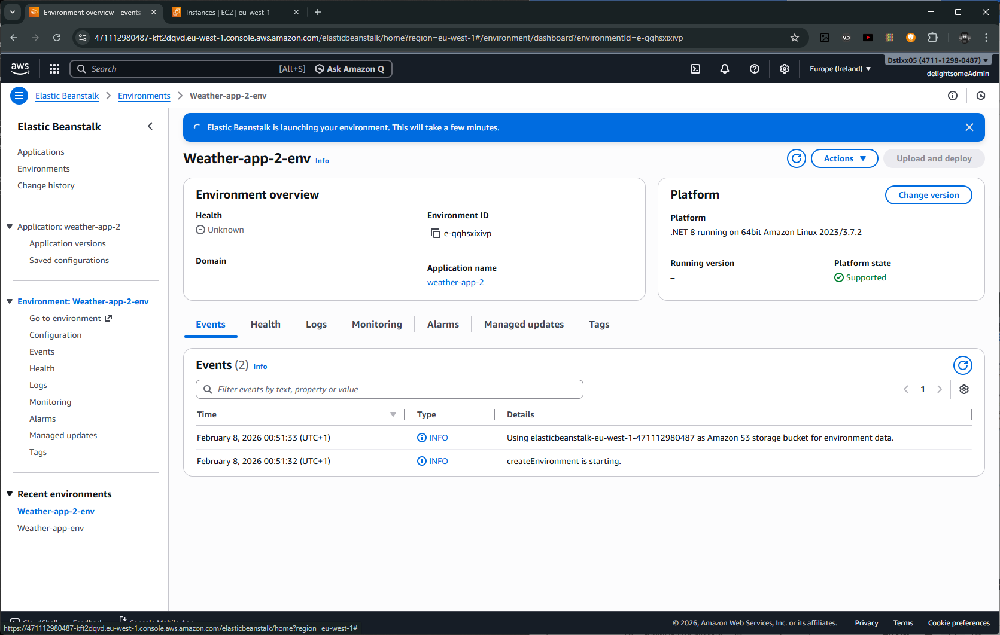 Environment overview - events
Instances | EC2 | eu-west-1
471112980487-kft2dqvd.eu-west-1.console.aws.amazon.com/elasticbeanstalk/home?region=eu-west-1#/environment/dashboard?environmentId=e-qqhsxixivp
aws
Search
[Alt+S]
Ask Amazon Q
Europe (Ireland)
Dstixx05 (4711-1298-0487)
delightsomeAdmin
Elastic Beanstalk
Environments
Weather-app-2-env
Elastic Beanstalk
Applications
Environments
Change history
Application: weather-app-2
Application versions
Saved configurations
Environment: Weather-app-2-env
Go to environment
Configuration
Events
Health
Logs
Monitoring
Alarms
Managed updates
Tags
Recent environments
Weather-app-2-env
Weather-app-env
Elastic Beanstalk is launching your environment. This will take a few minutes.
Weather-app-2-env Info
Actions
Upload and deploy
Environment overview
Health
Unknown
Domain
–
Environment ID
e-qqhsxixivp
Application name
weather-app-2
Platform
Change version
Platform
.NET 8 running on 64bit Amazon Linux 2023/3.7.2
Running version
–
Platform state
Supported
Events
Health
Logs
Monitoring
Alarms
Managed updates
Tags
Events (2) Info
Filter events by text, property or value
1
Time
Type
Details
February 8, 2026 00:51:33 (UTC+1)
INFO
Using elasticbeanstalk-eu-west-1-471112980487 as Amazon S3 storage bucket for environment data.
February 8, 2026 00:51:32 (UTC+1)
INFO
createEnvironment is starting.
https://471112980487-kft2dqvd.eu-west-1.console.aws.amazon.com/elasticbeanstalk/home?region=eu-west-1#
© 2026, Amazon Web Services, Inc. or its affiliates.
Privacy
Terms
Cookie preferences